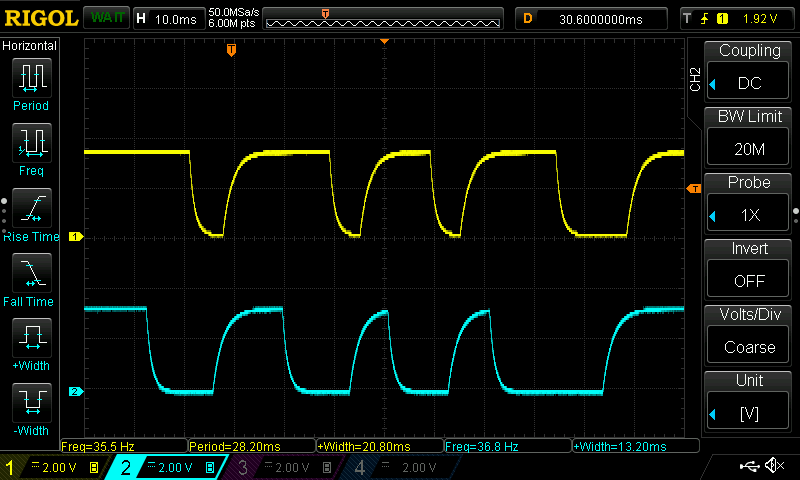 RIGOL WAIT H 10.0ms 50.0MSa/s 6.00M pts T D 30.6000000ms T 1 1.92 V
Horizontal
Period
Freq
Rise Time
Fall Time
+Width
-Width
T
T
1
2
CH2
Coupling
DC
BW Limit
20M
Probe
1X
Invert
OFF
Volts/Div
Coarse
Unit
[V]
Freq=35.5 Hz Period=28.20ms +Width=20.80ms Freq=36.8 Hz +Width=13.20ms
1 2.00 V B 2 2.00 V B 3 2.00 V B 4 2.00 V